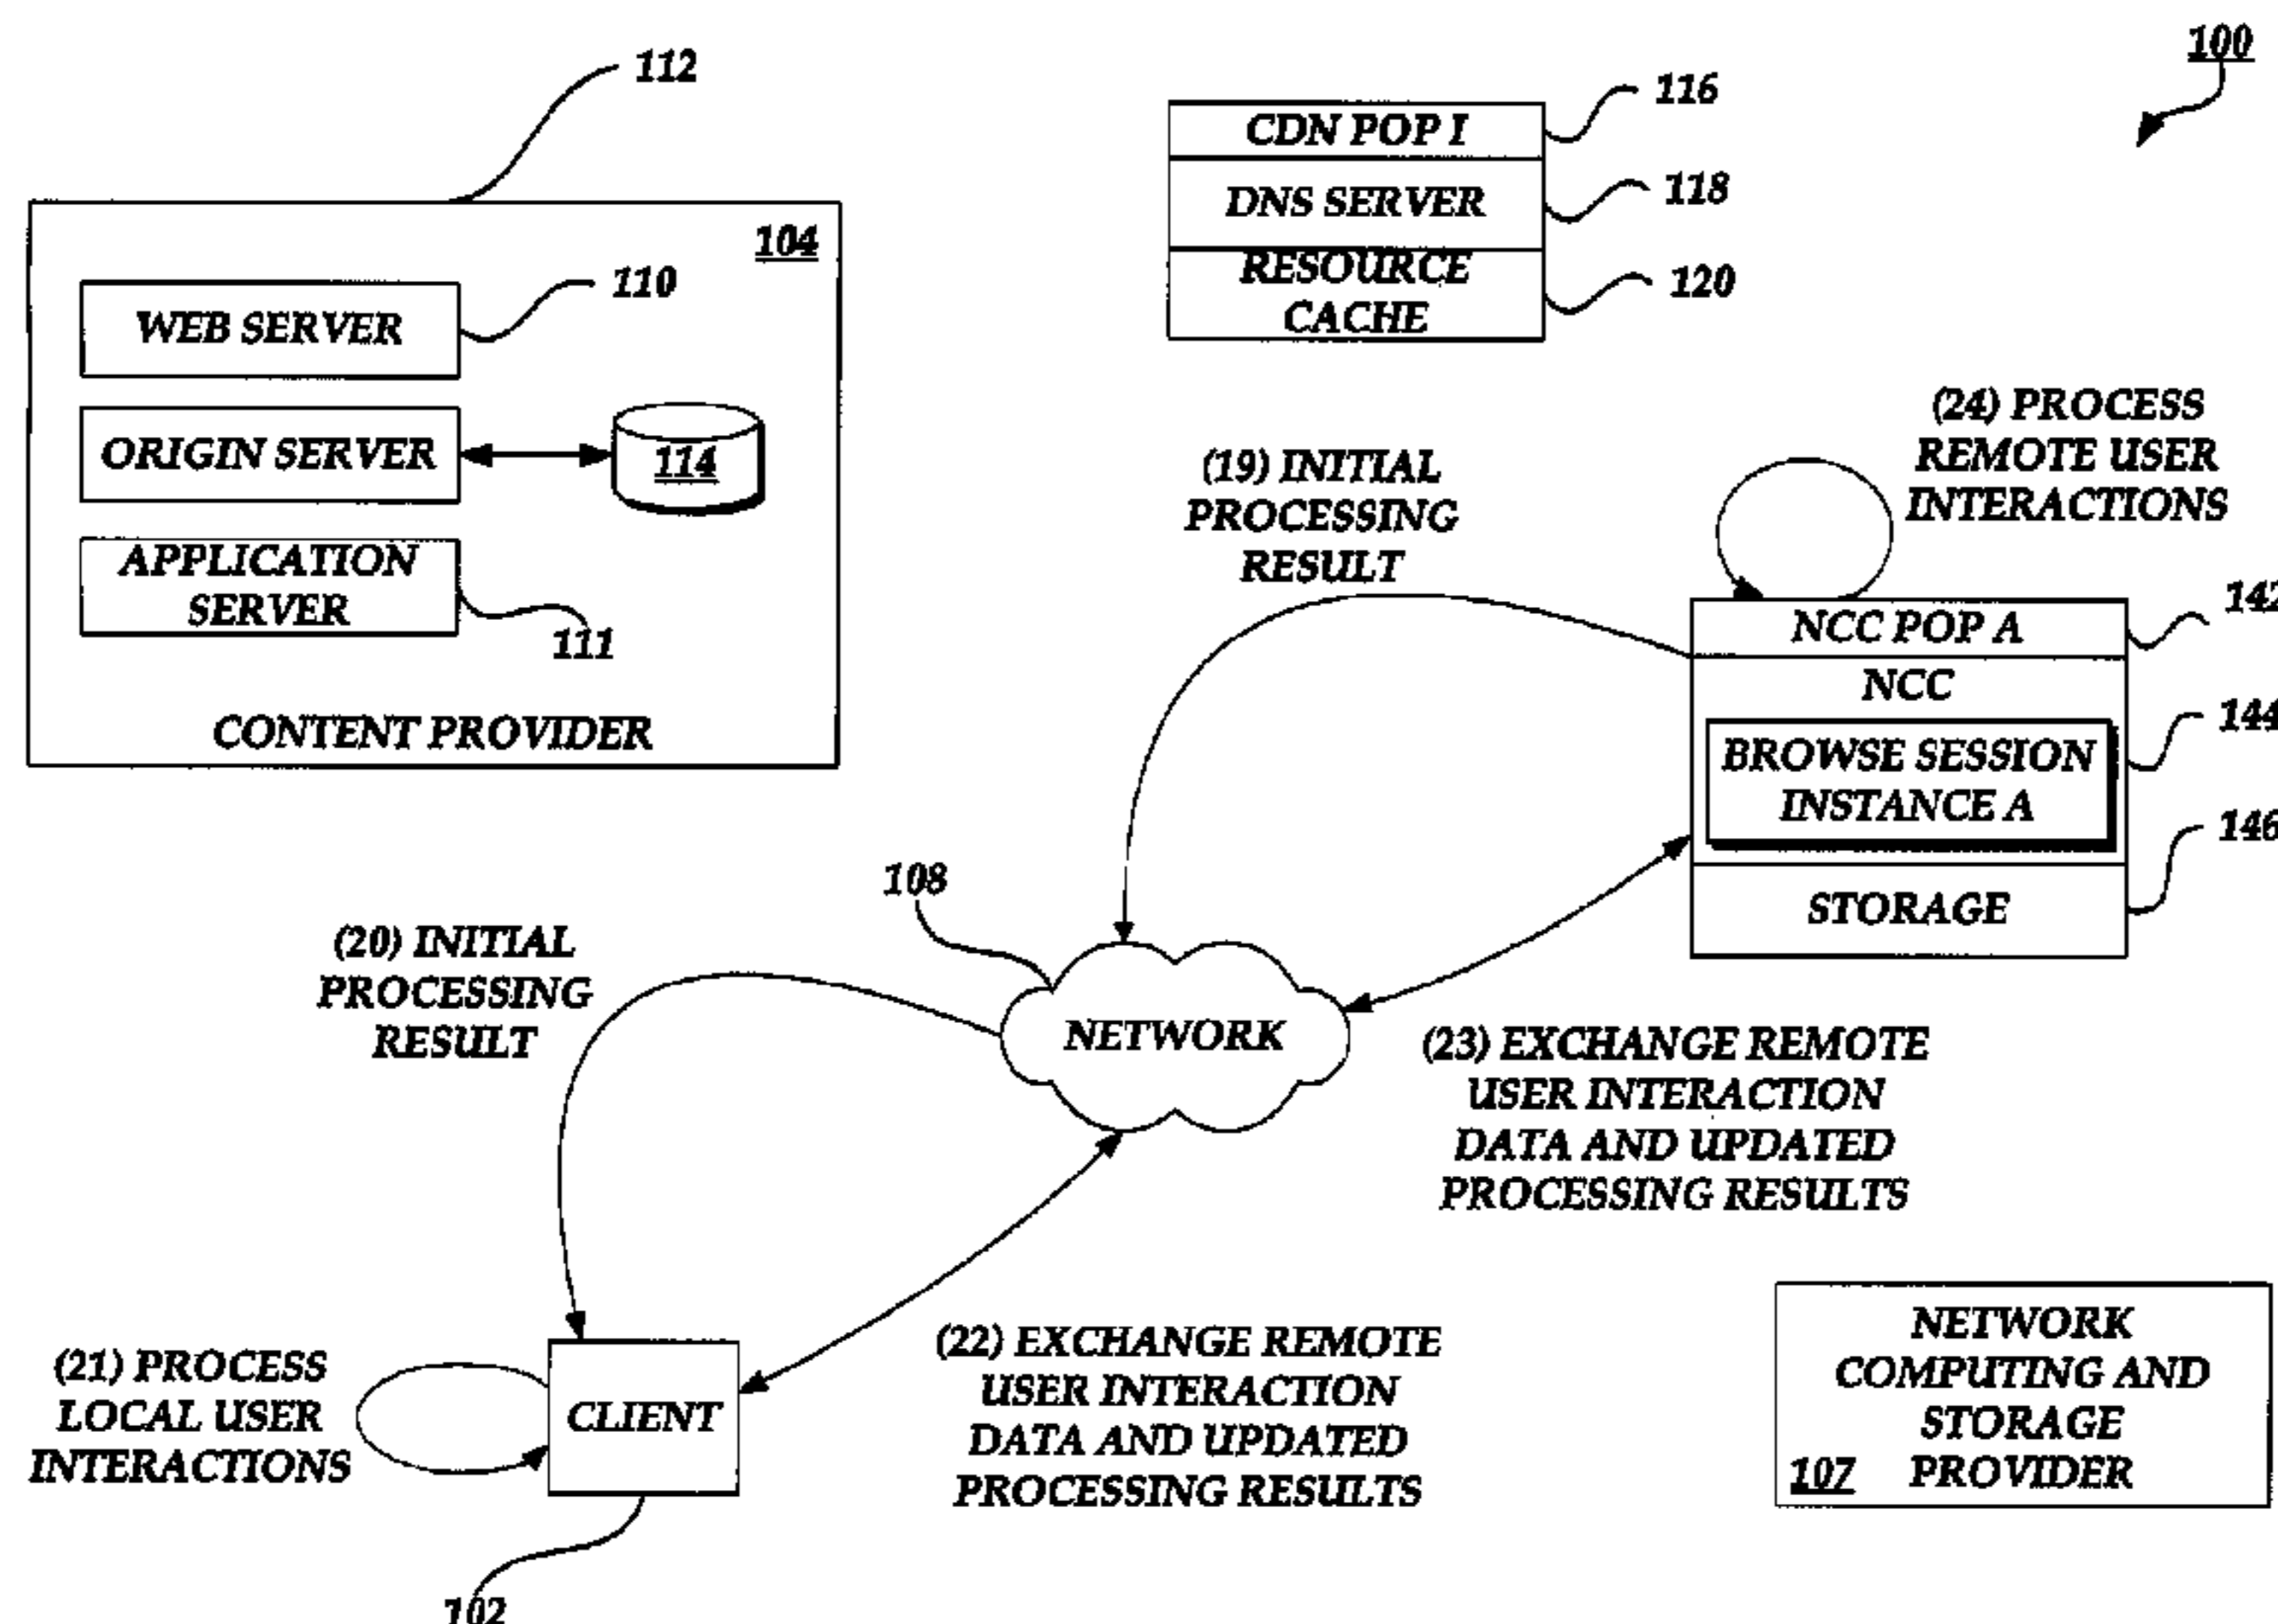 100
112
116
CDN POP I
118
DNS SERVER
104
120
RESOURCE
CACHE
110
WEB SERVER
ORIGIN SERVER
114
APPLICATION
SERVER
111
CONTENT PROVIDER
(24) PROCESS
REMOTE USER
INTERACTIONS
(19) INITIAL
PROCESSING
RESULT
142
NCC POP A
NCC
144
BROWSE SESSION
INSTANCE A
146
STORAGE
108
(20) INITIAL
PROCESSING
RESULT
NETWORK
(23) EXCHANGE REMOTE
USER INTERACTION
DATA AND UPDATED
PROCESSING RESULTS
(21) PROCESS
LOCAL USER
INTERACTIONS
CLIENT
(22) EXCHANGE REMOTE
USER INTERACTION
DATA AND UPDATED
PROCESSING RESULTS
NETWORK
COMPUTING AND
STORAGE
107 PROVIDER
102